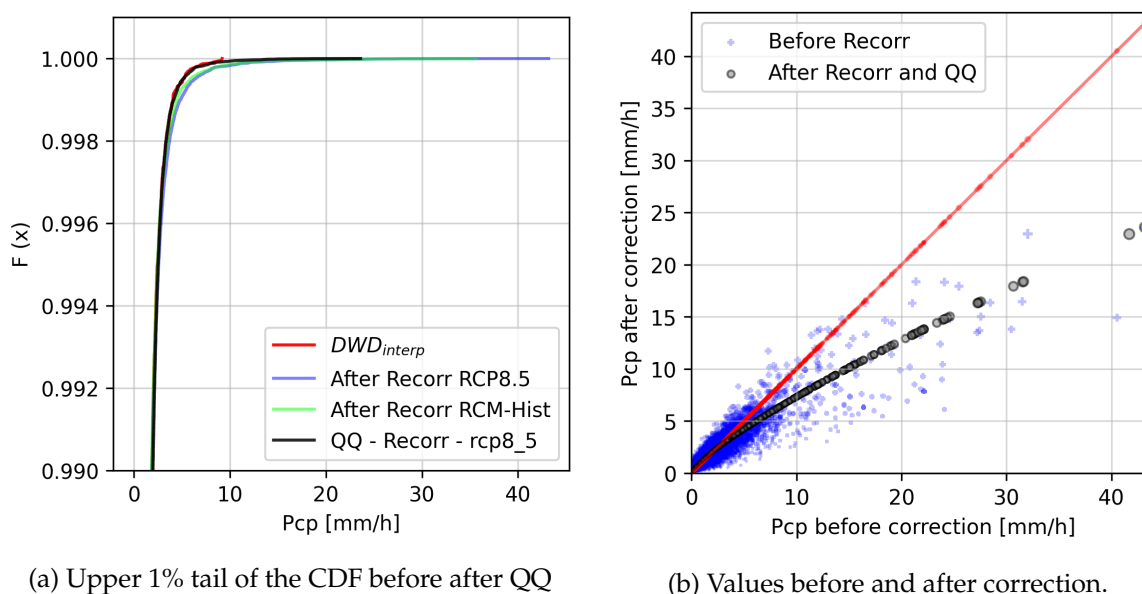 1.000
0.998
0.996
0.994
0.992
0.990
F (x)
0 10 20 30 40
Pcp [mm/h]
DWD_interp
After Recorr RCP8.5
After Recorr RCM-Hist
QQ - Recorr - rcp8_5
(a) Upper 1% tail of the CDF before after QQ
40
35
30
25
20
15
10
5
0
Pcp after correction [mm/h]
0 10 20 30 40
Pcp before correction [mm/h]
Before Recorr
After Recorr and QQ
(b) Values before and after correction.